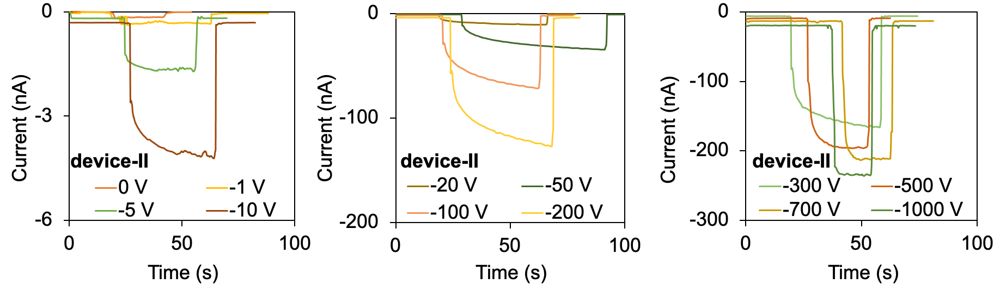 0
-3
-6
Current (nA)
device-II
0 V
-1 V
-5 V
-10 V
0
50
100
Time (s)
0
-100
-200
Current (nA)
device-II
-20 V
-50 V
-100 V
-200 V
0
50
100
Time (s)
0
-100
-200
-300
Current (nA)
device-II
-300 V
-500 V
-700 V
-1000 V
0
50
100
Time (s)